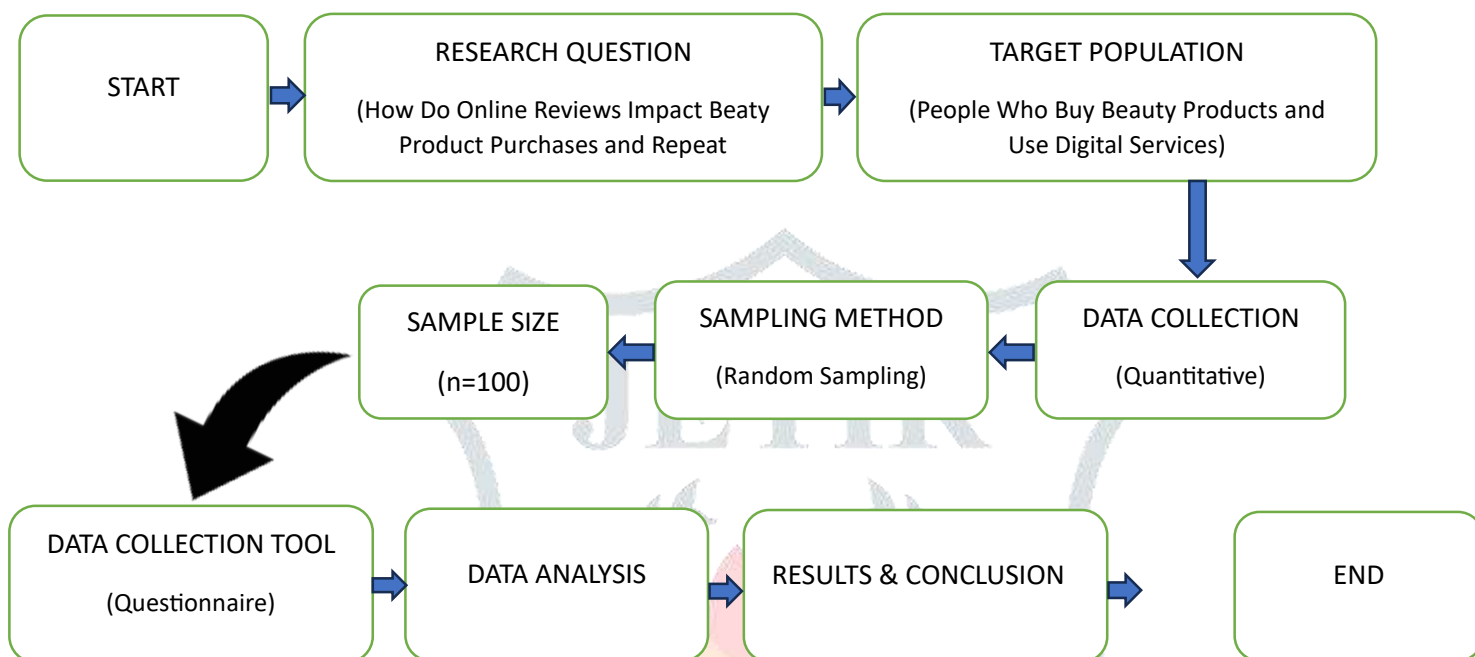 START
RESEARCH QUESTION
(How Do Online Reviews Impact Beaty
Product Purchases and Repeat
TARGET POPULATION
(People Who Buy Beauty Products and
Use Digital Services)
DATA COLLECTION
(Quantitative)
SAMPLING METHOD
(Random Sampling)
SAMPLE SIZE
(n=100)
JETIR
DATA COLLECTION TOOL
(Questionnaire)
DATA ANALYSIS
RESULTS & CONCLUSION
END